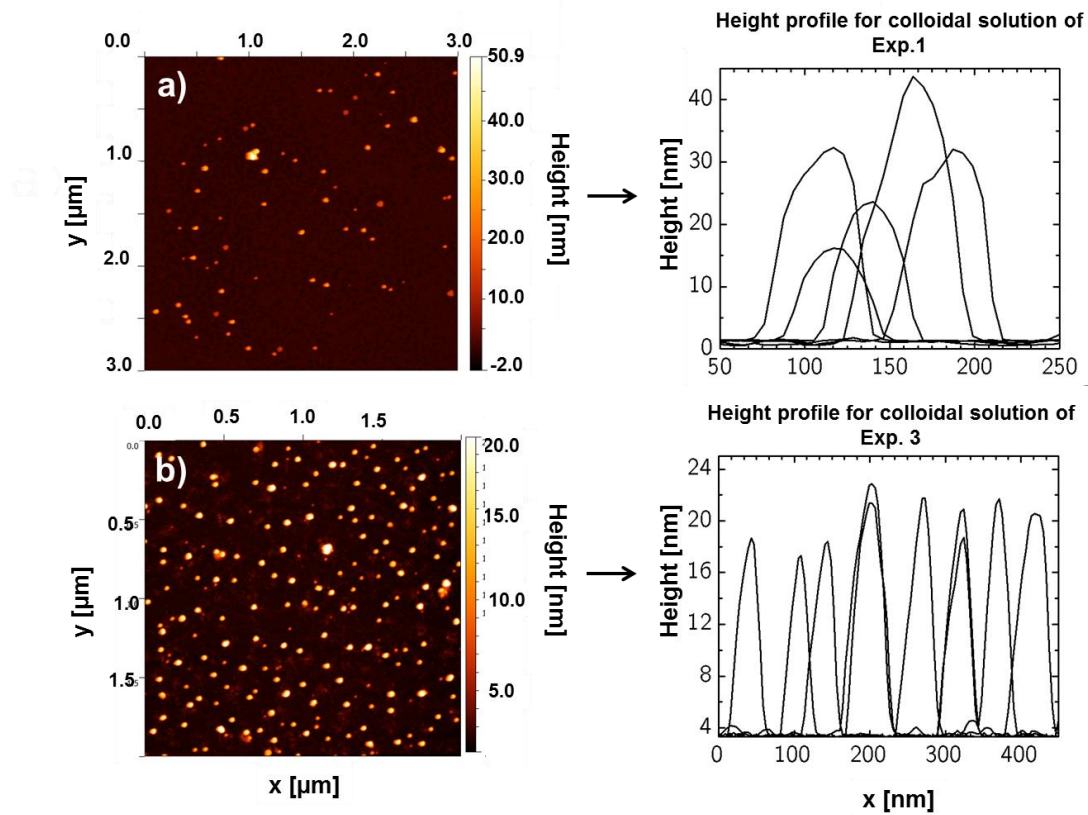 Height profile for colloidal solution of
Exp.1
0.0 1.0 2.0 3.0
a)
1.0
2.0
3.0
y [µm]
50.9
40.0
30.0
20.0
10.0
-2.0
Height [nm]
40
30
20
10
0
Height [nm]
50 100 150 200 250
Height profile for colloidal solution of
Exp. 3
0.0 0.5 1.0 1.5
0.0
b)
0.5
1.0
1.5
y [µm]
x [µm]
20.0
15.0
10.0
5.0
Height [nm]
24
20
16
12
8
4
Height [nm]
0 100 200 300 400
x [nm]